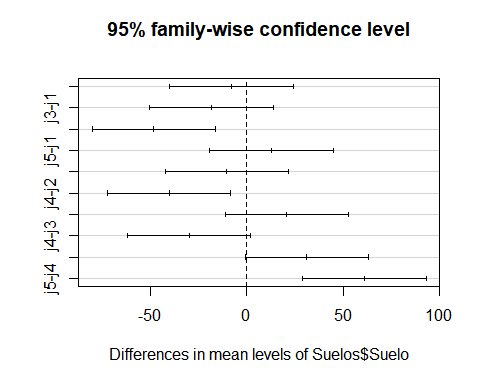 95% family-wise confidence level
j3-j1
j5-j1
j4-j2
j4-j3
j5-j4
-50 0 50 100
Differences in mean levels of Suelos$Suelo